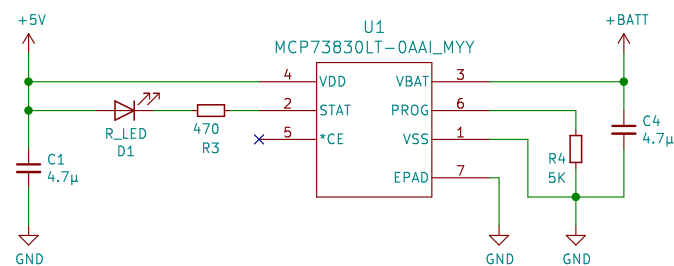 +5V
U1
+BATT
MCP73830LT-0AAI_MYY
4 VDD VBAT 3
2 STAT PROG 6
470
R3
R_LED
D1
5 *CE VSS 1
C4
4.7µ
C1
4.7µ
R4
5K
EPAD 7
GND GND GND